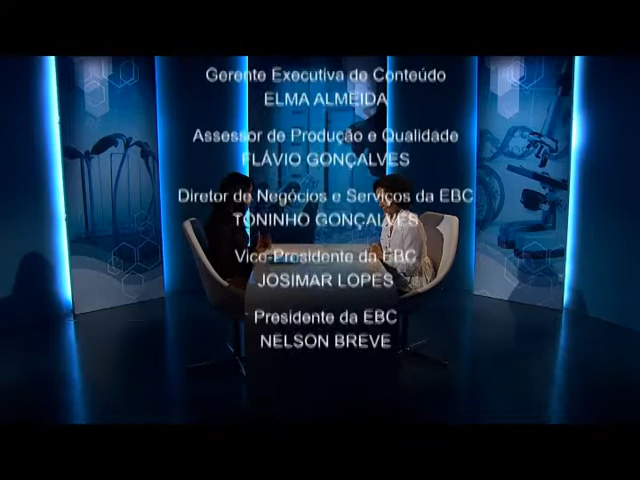 Gerente Executiva de Conteúdo
ELMA ALMEIDA
Assessor de Produção e Qualidade
FLÁVIO GONÇALVES
Diretor de Negócios e Serviços da EBC
TONINHO GONÇALVES
Vice-Presidente da EBC
JOSIMAR LOPES
Presidente da EBC
NELSON BREVE